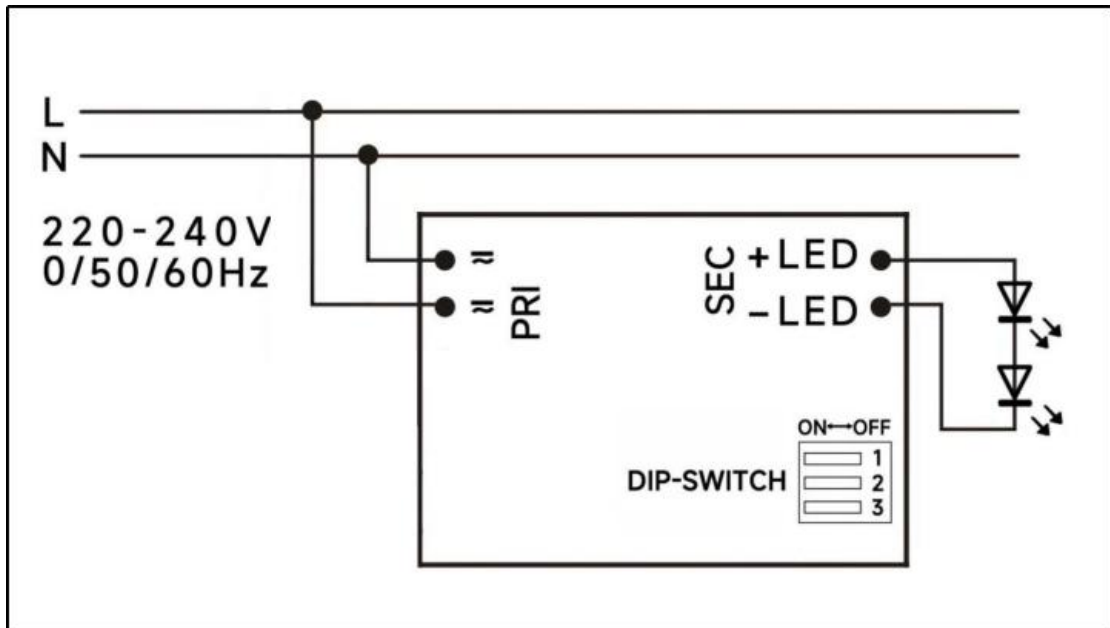 L
N
220-240V
0/50/60Hz
≂
≂
PRI
SEC
+LED
-LED
ON↔OFF
DIP-SWITCH
1
2
3